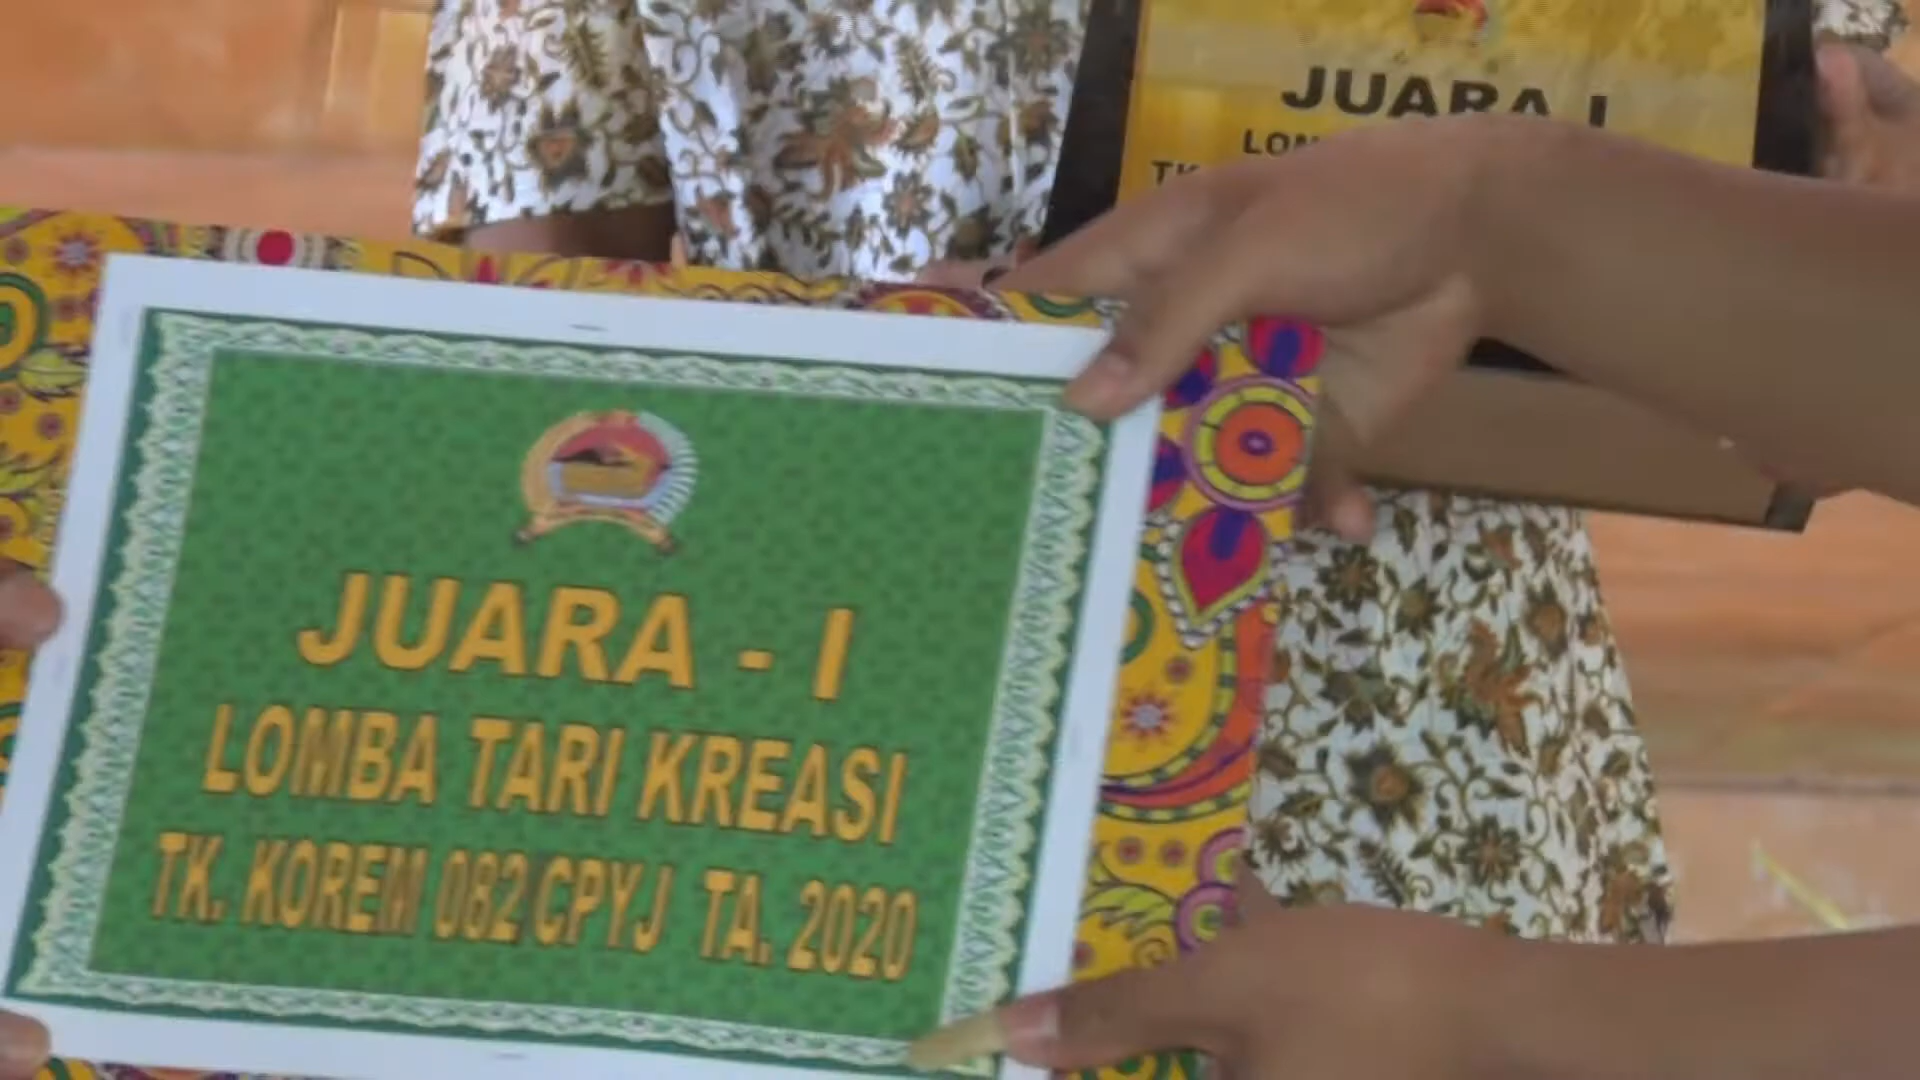 JUARA I
JUARA - I
LOMBA TARI KREASI
TK. KOREM 082 CPYJ TA. 2020